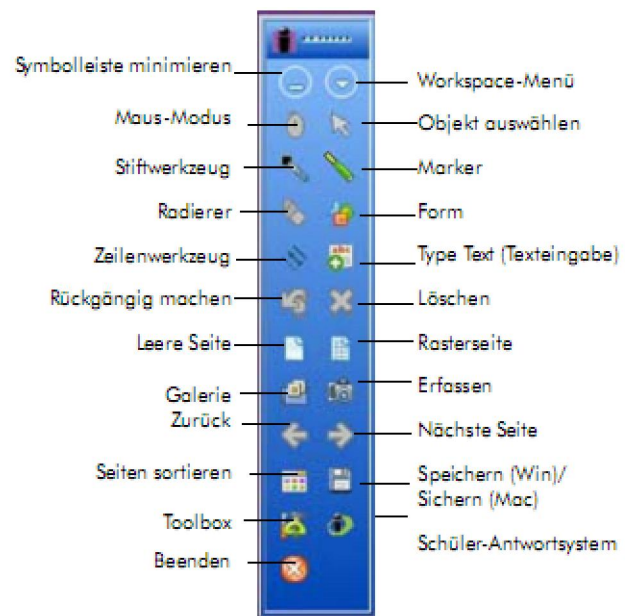 Symbolleiste minimieren
Workspace-Menü
Maus-Modus
Objekt auswählen
Stiftwerkzeug
Marker
Radierer
Form
Zeilenwerkzeug
Type Text (Texteingabe)
Rückgängig machen
Löschen
Leere Seite
Rasterseite
Galerie
Erfassen
Zurück
Nächste Seite
Seiten sortieren
Speichern (Win)/
Sichern (Mac)
Toolbox
Schüler-Antwortsystem
Beenden